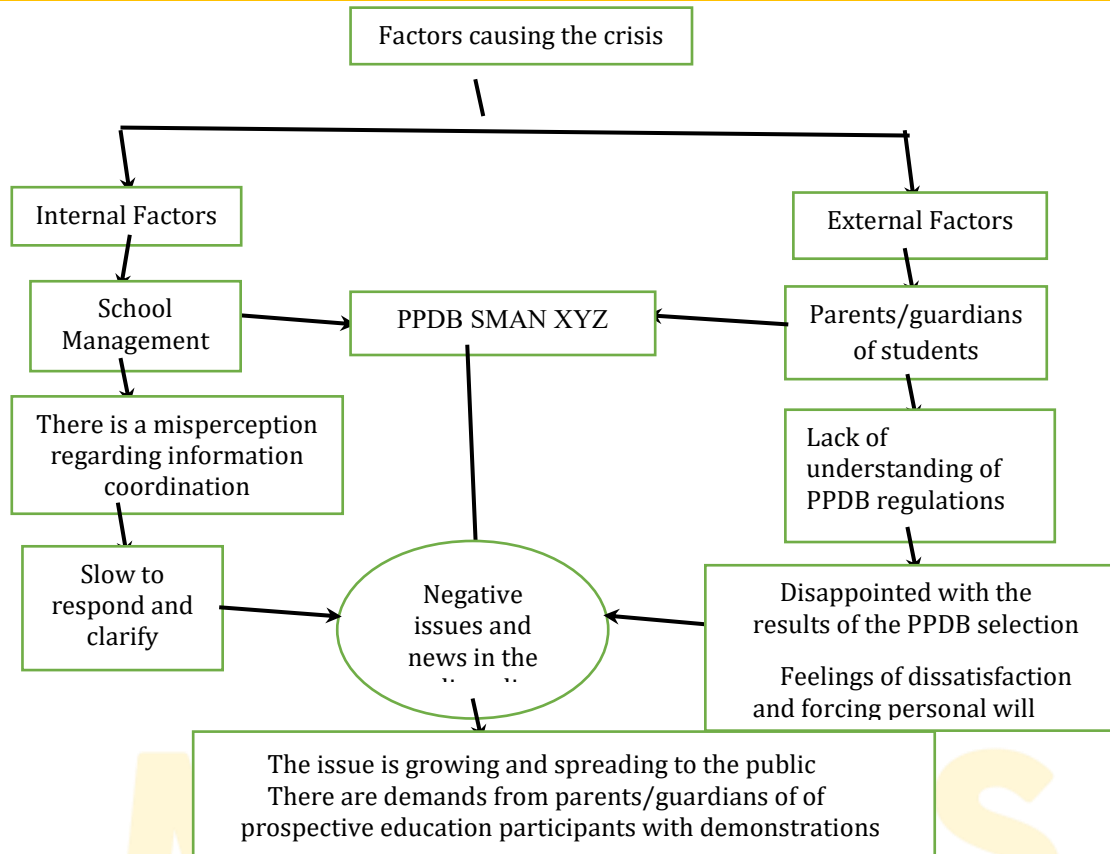 Factors causing the crisis
Internal Factors
External Factors
School
Management
PPDB SMAN XYZ
Parents/guardians
of students
There is a misperception
regarding information
coordination
Lack of
understanding of
PPDB regulations
Slow to
respond and
clarify
Negative
issues and
news in the
Disappointed with the
results of the PPDB selection
Feelings of dissatisfaction
and forcing personal will
The issue is growing and spreading to the public
There are demands from parents/guardians of of
prospective education participants with demonstrations